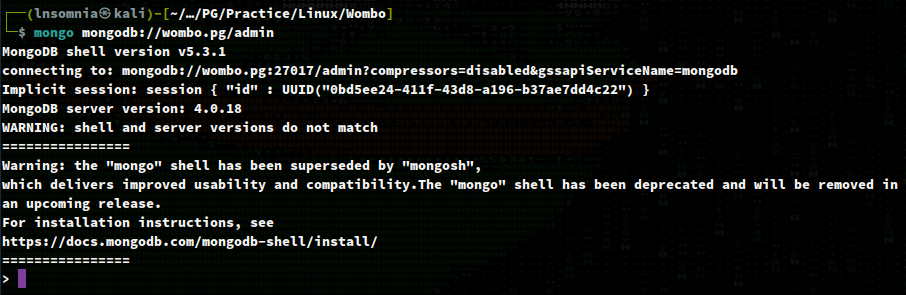 ┌──(lnsomnia㉿kali)-[~/…/PG/Practice/Linux/Wombo]
└─$ mongo mongodb://wombo.pg/admin
MongoDB shell version v5.3.1
connecting to: mongodb://wombo.pg:27017/admin?compressors=disabled&gssapiServiceName=mongodb
Implicit session: session { "id" : UUID("0bd5ee24-411f-43d8-a196-b37ae7dd4c22") }
MongoDB server version: 4.0.18
WARNING: shell and server versions do not match
================
Warning: the "mongo" shell has been superseded by "mongosh",
which delivers improved usability and compatibility.The "mongo" shell has been deprecated and will be removed in
an upcoming release.
For installation instructions, see
https://docs.mongodb.com/mongodb-shell/install/
================
>